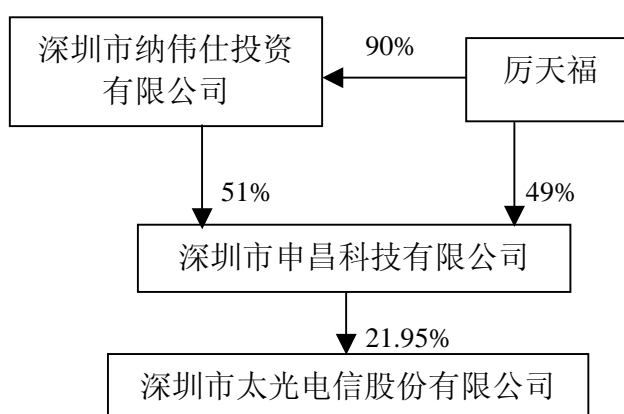 深圳市纳伟仕投资
有限公司
90%
厉天福
51%
49%
深圳市申昌科技有限公司
21.95%
深圳市太光电信股份有限公司